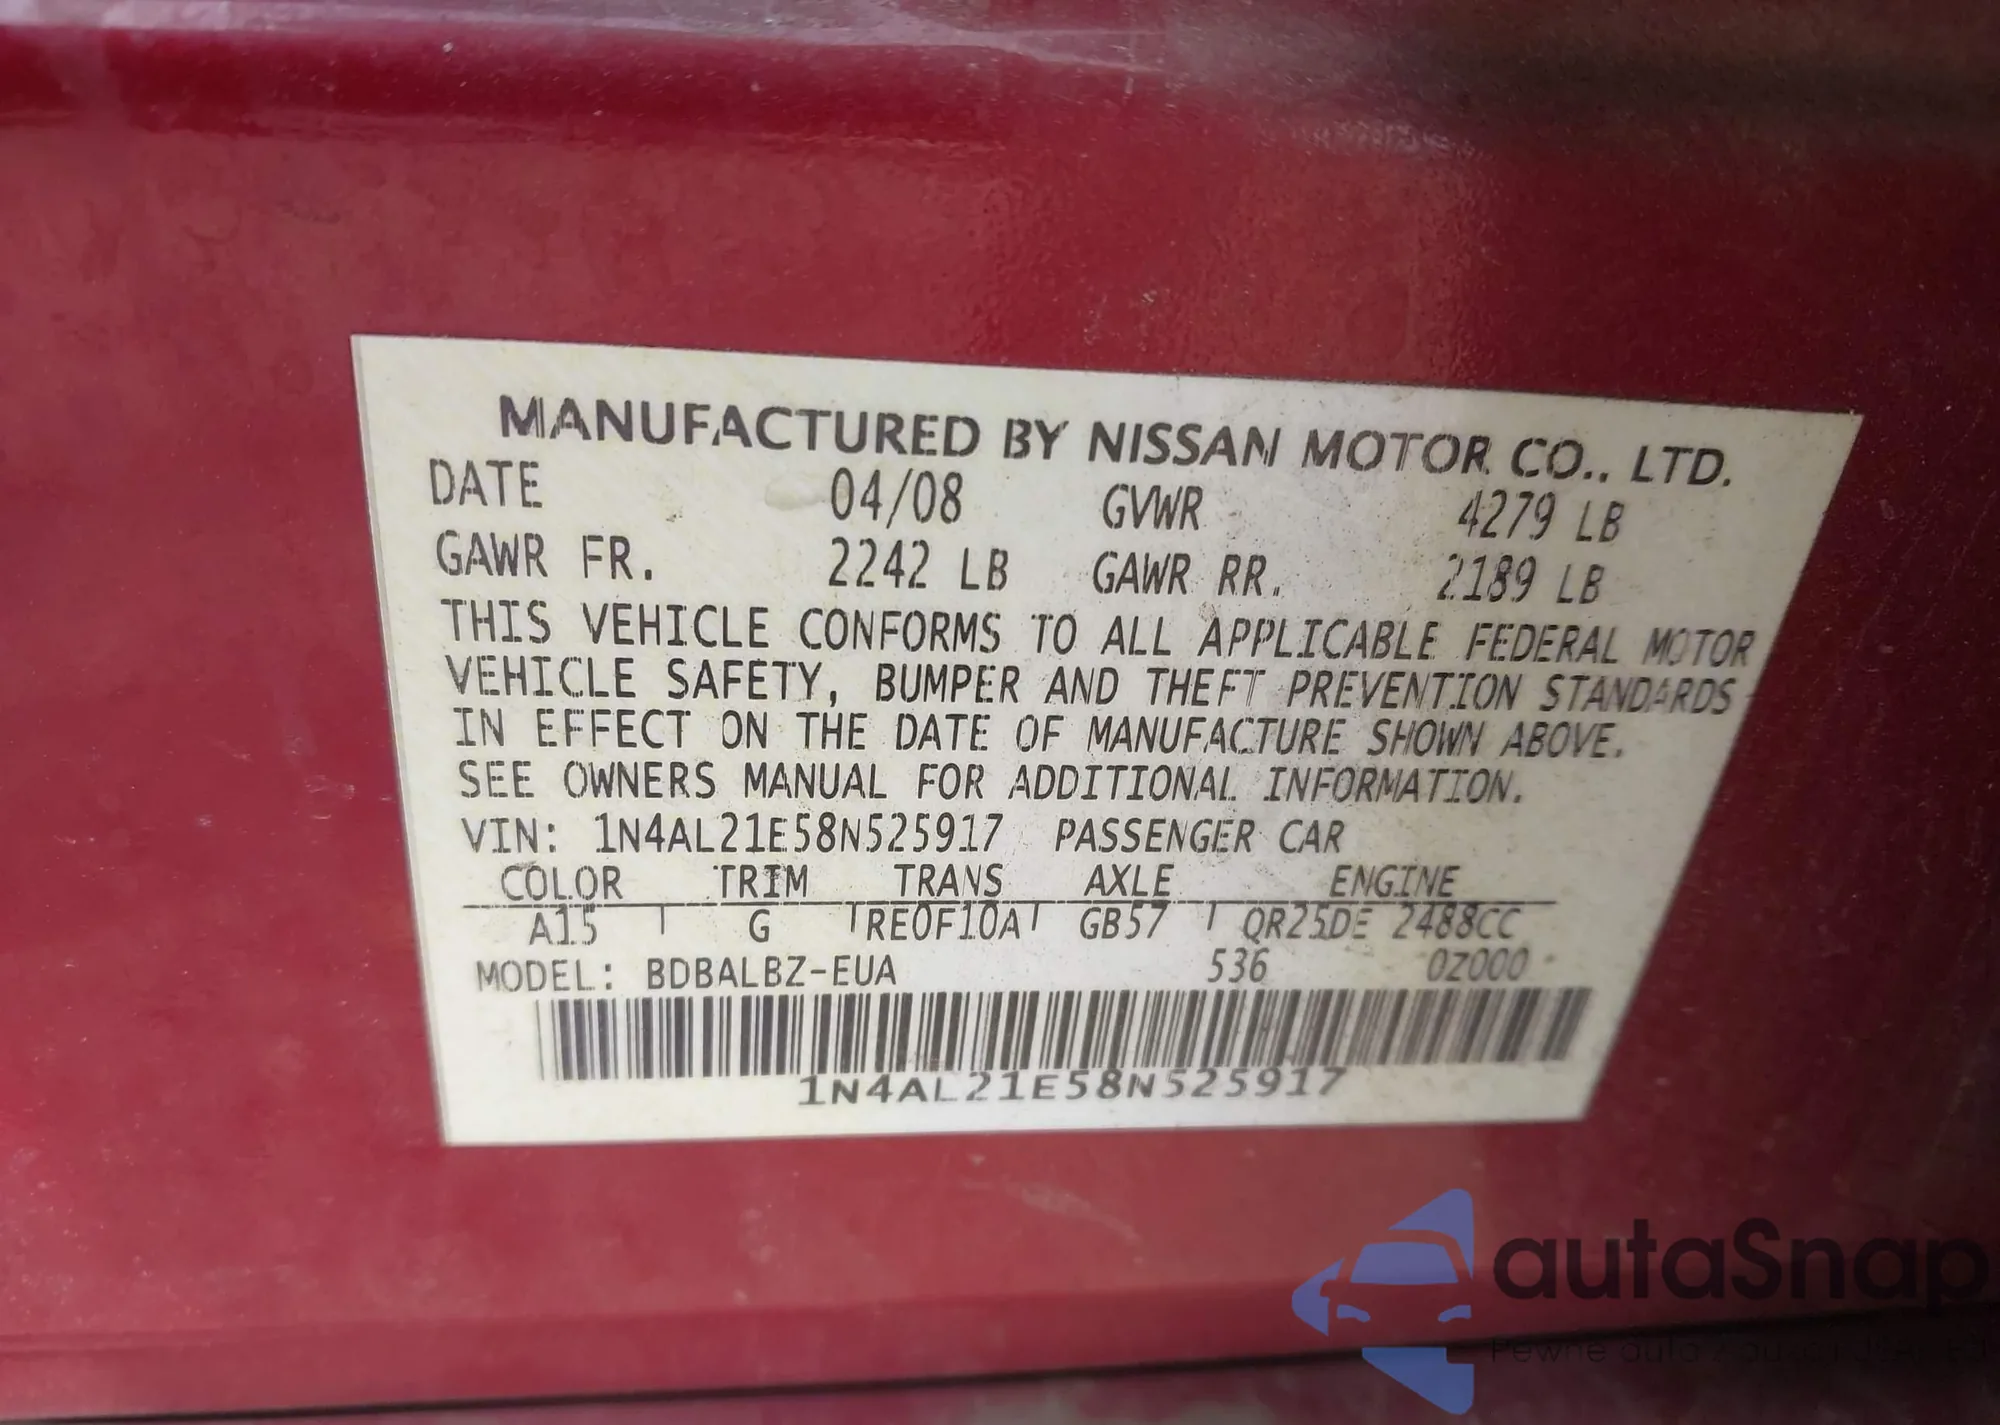 MANUFACTURED BY NISSAN MOTOR CO., LTD.
DATE 04/08 GVWR 4279 LB
GAWR FR. 2242 LB GAWR RR. 2189 LB
THIS VEHICLE CONFORMS TO ALL APPLICABLE FEDERAL MOTOR
VEHICLE SAFETY, BUMPER AND THEFT PREVENTION STANDARDS
IN EFFECT ON THE DATE OF MANUFACTURE SHOWN ABOVE.
SEE OWNERS MANUAL FOR ADDITIONAL INFORMATION.
VIN: 1N4AL21E58N525917 PASSENGER CAR
COLOR TRIM TRANS AXLE ENGINE
A15 G RE0F10A GB57 QR25DE 2488CC
MODEL: BDBALBZ-EUA 536 0Z000
1N4AL21E58N525917
autaSnap
Pewne auto z